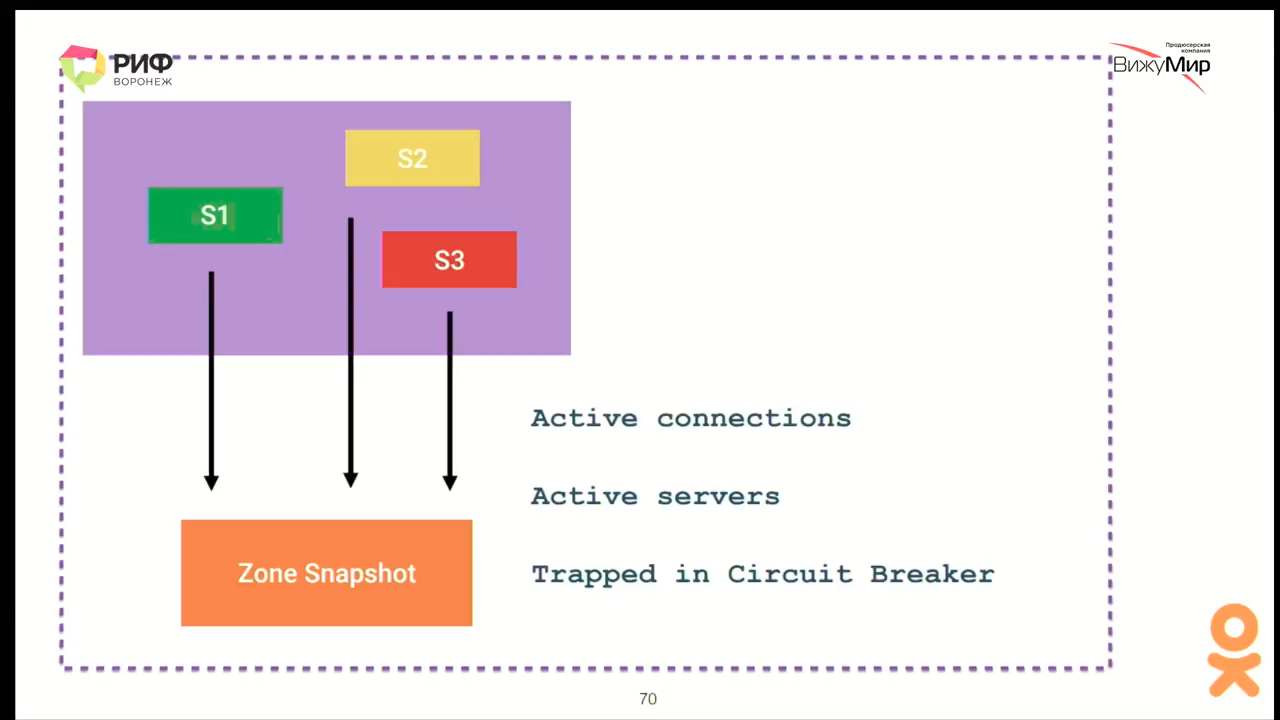 РИФ
ВОРОНЕЖ
Продюсерская
компания
ВижуМир
S2
S1
S3
Active connections
Active servers
Zone Snapshot
Trapped in Circuit Breaker
70